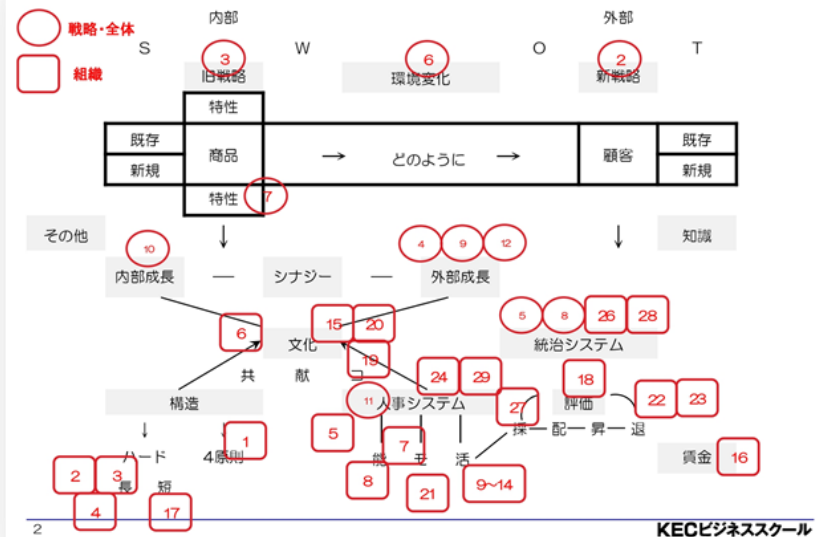 内部 外部
戦略・全体
S W O T
3 6 2
組織
旧戦略 環境変化 新戦略
特性
既存 商品 → どのように → 顧客 既存
新規 新規
特性 7
その他 ↓ ↓ 知識
10 4 9 12
内部成長 — シナジー — 外部成長
6 15 20 5 8 26 28
文化 統治システム
19
共 献 コ 24 29 18
構造 11 人事システム 27 評価 22 23
↓ ↓ 1 5 7 採 — 配 — 昇 — 退
ハード 4原則 能 モ 活 賃金 16
2 3 8 21 9〜14
長 短
4 17
2 KECビジネススクール